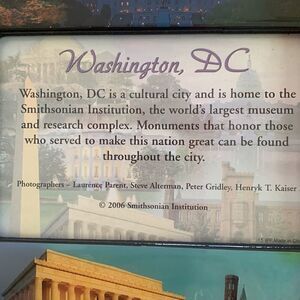 Washington, DC
Washington, DC is a cultural city and is home to the
Smithsonian Institution, the world's largest museum
and research complex. Monuments that honor those
who served to make this nation great can be found
throughout the city.
Photographers – Laurence Parent, Steve Alterman, Peter Gridley, Henryk T. Kaiser
© 2006 Smithsonian Institution